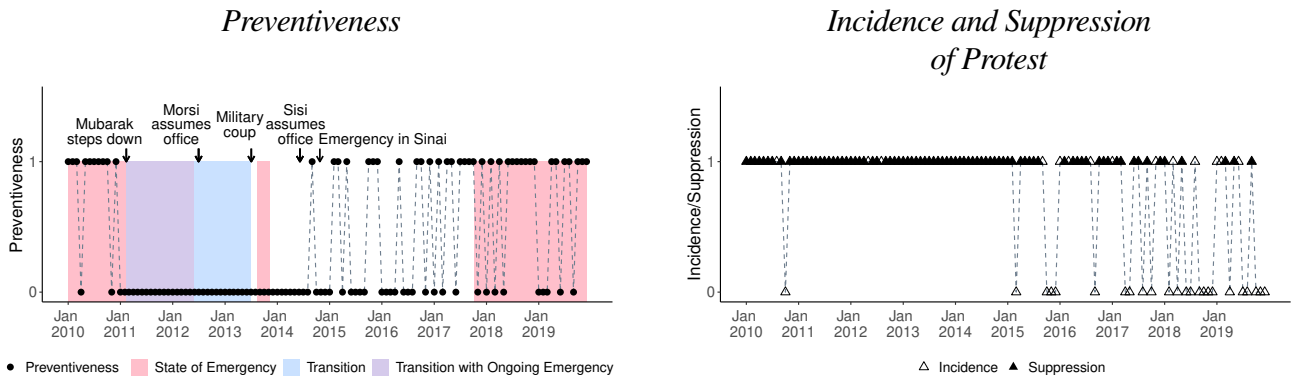 Preventiveness
Mubarak
steps down
Morsi
assumes
office
Military
coup
Sisi
assumes
office
Emergency in Sinai
Preventiveness
1
0
Jan
2010
Jan
2011
Jan
2012
Jan
2013
Jan
2014
Jan
2015
Jan
2016
Jan
2017
Jan
2018
Jan
2019
Preventiveness
State of Emergency
Transition
Transition with Ongoing Emergency
Incidence and Suppression
of Protest
Incidence/Suppression
1
0
Jan
2010
Jan
2011
Jan
2012
Jan
2013
Jan
2014
Jan
2015
Jan
2016
Jan
2017
Jan
2018
Jan
2019
Incidence
Suppression